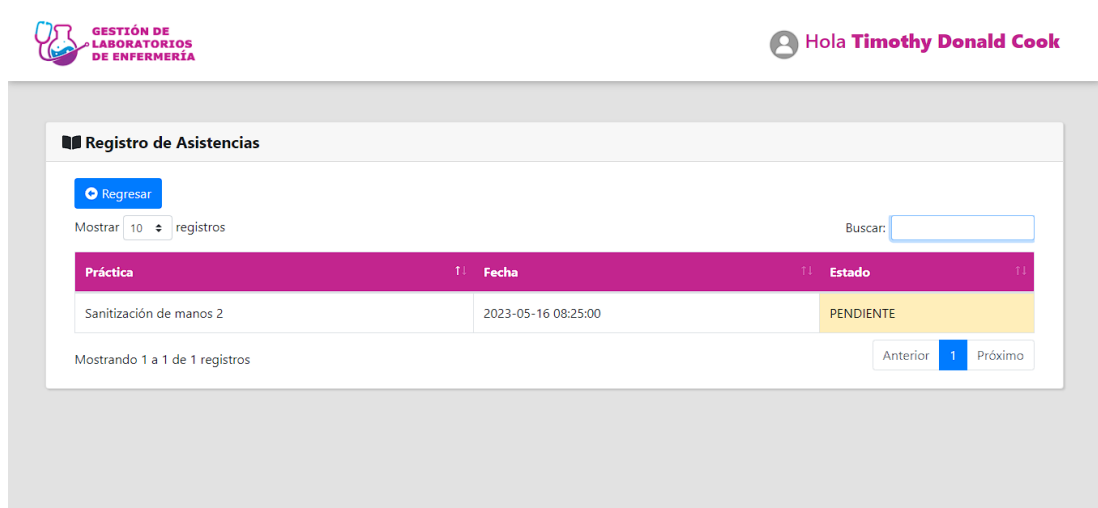 GESTIÓN DE
LABORATORIOS
DE ENFERMERÍA
Hola Timothy Donald Cook
Registro de Asistencias
Regresar
Mostrar 10 registros
Buscar:
Práctica Fecha Estado
Sanitización de manos 2 2023-05-16 08:25:00 PENDIENTE
Mostrando 1 a 1 de 1 registros
Anterior 1 Próximo